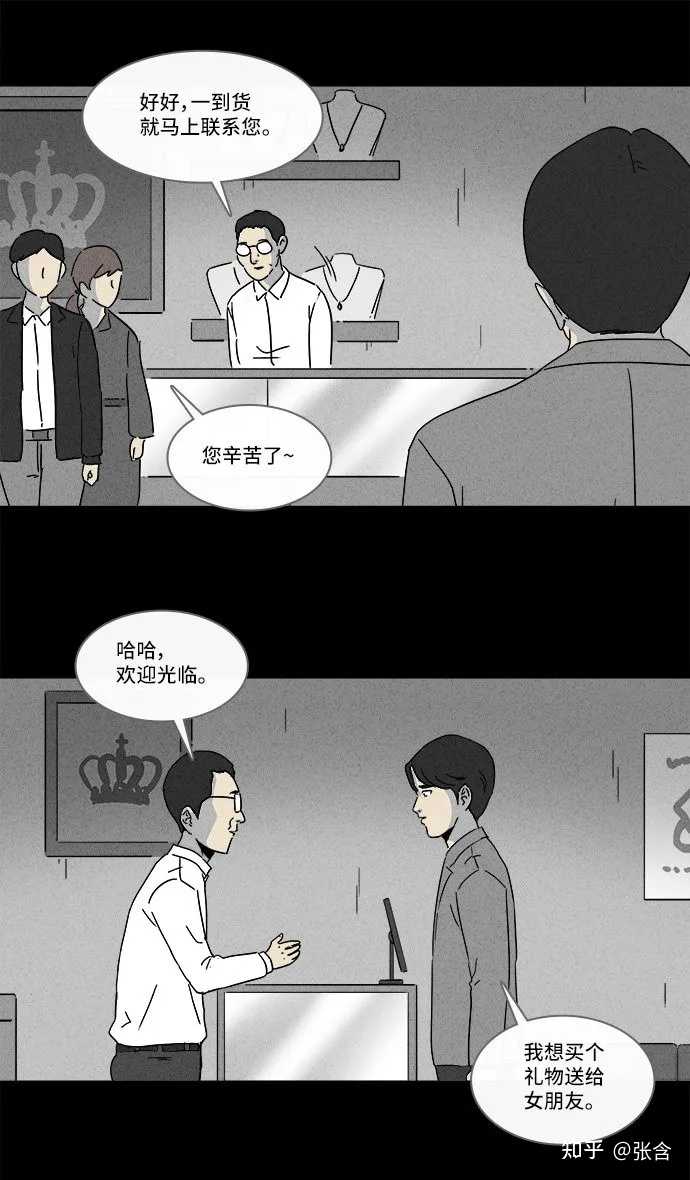 好好，一到货
就马上联系您。
您辛苦了~
哈哈，
欢迎光临。
我想买个
礼物送给
女朋友。
知乎 @张含